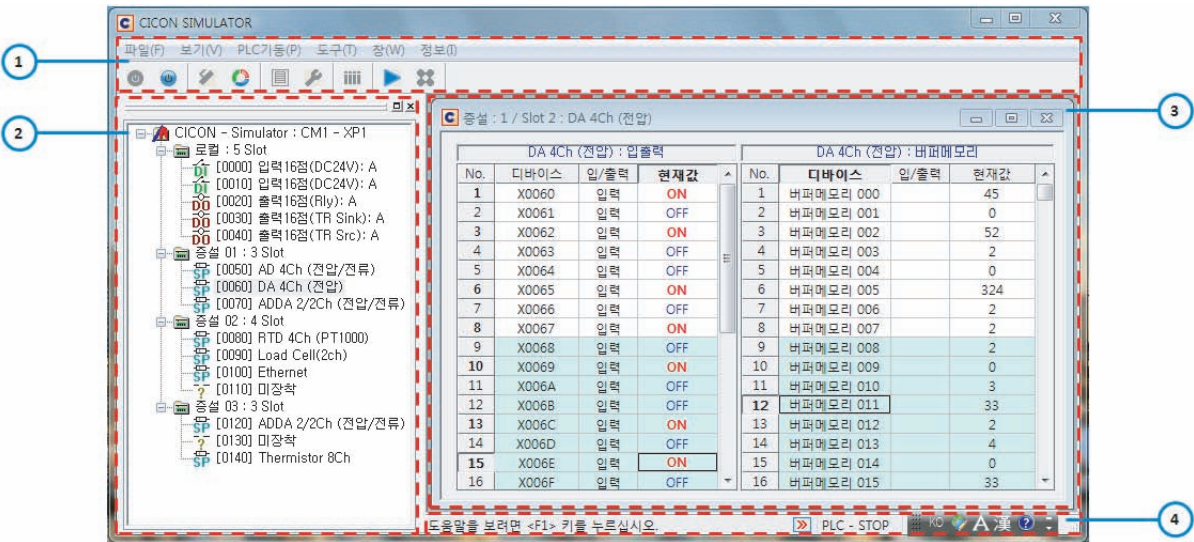 CICON SIMULATOR
파일(F) 보기(V) PLC기동(P) 도구(T) 창(W) 정보(I)
1
2
CICON - Simulator : CM1 - XP1
로컬 : 5 Slot
[0000] 입력16점(DC24V): A
[0010] 입력16점(DC24V): A
[0020] 출력16점(Rly): A
[0030] 출력16점(TR Sink): A
[0040] 출력16점(TR Src): A
증설 01 : 3 Slot
[0050] AD 4Ch (전압/전류)
[0060] DA 4Ch (전압)
[0070] ADDA 2/2Ch (전압/전류)
증설 02 : 4 Slot
[0080] RTD 4Ch (PT1000)
[0090] Load Cell(2ch)
[0100] Ethernet
[0110] 미장착
증설 03 : 3 Slot
[0120] ADDA 2/2Ch (전압/전류)
[0130] 미장착
[0140] Thermistor 8Ch
3
증설 : 1 / Slot 2 : DA 4Ch (전압)
DA 4Ch (전압) : 입출력
No. 디바이스 입/출력 현재값
1 X0060 입력 ON
2 X0061 입력 OFF
3 X0062 입력 ON
4 X0063 입력 OFF
5 X0064 입력 OFF
6 X0065 입력 ON
7 X0066 입력 OFF
8 X0067 입력 ON
9 X0068 입력 OFF
10 X0069 입력 ON
11 X006A 입력 OFF
12 X006B 입력 OFF
13 X006C 입력 ON
14 X006D 입력 OFF
15 X006E 입력 ON
16 X006F 입력 OFF
DA 4Ch (전압) : 버퍼메모리
No. 디바이스 입/출력 현재값
1 버퍼메모리 000 45
2 버퍼메모리 001 0
3 버퍼메모리 002 52
4 버퍼메모리 003 2
5 버퍼메모리 004 0
6 버퍼메모리 005 324
7 버퍼메모리 006 2
8 버퍼메모리 007 2
9 버퍼메모리 008 2
10 버퍼메모리 009 0
11 버퍼메모리 010 3
12 버퍼메모리 011 33
13 버퍼메모리 012 2
14 버퍼메모리 013 4
15 버퍼메모리 014 0
16 버퍼메모리 015 33
도움말을 보려면 <F1> 키를 누르십시오. PLC - STOP KO A 漢 ?
4